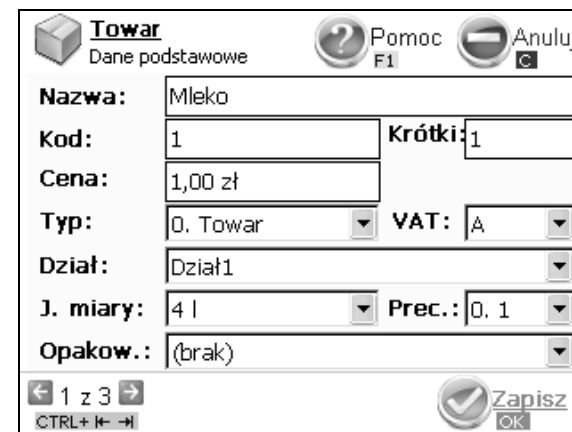 Towar
Dane podstawowe
Pomoc
F1
Anuluj
C
Nazwa: Mleko
Kod: 1 Krótki: 1
Cena: 1,00 zł
Typ: 0. Towar VAT: A
Dział: Dział1
J. miary: 4 l Prec.: 0. 1
Opakow.: (brak)
1 z 3
CTRL+
Zapisz
OK